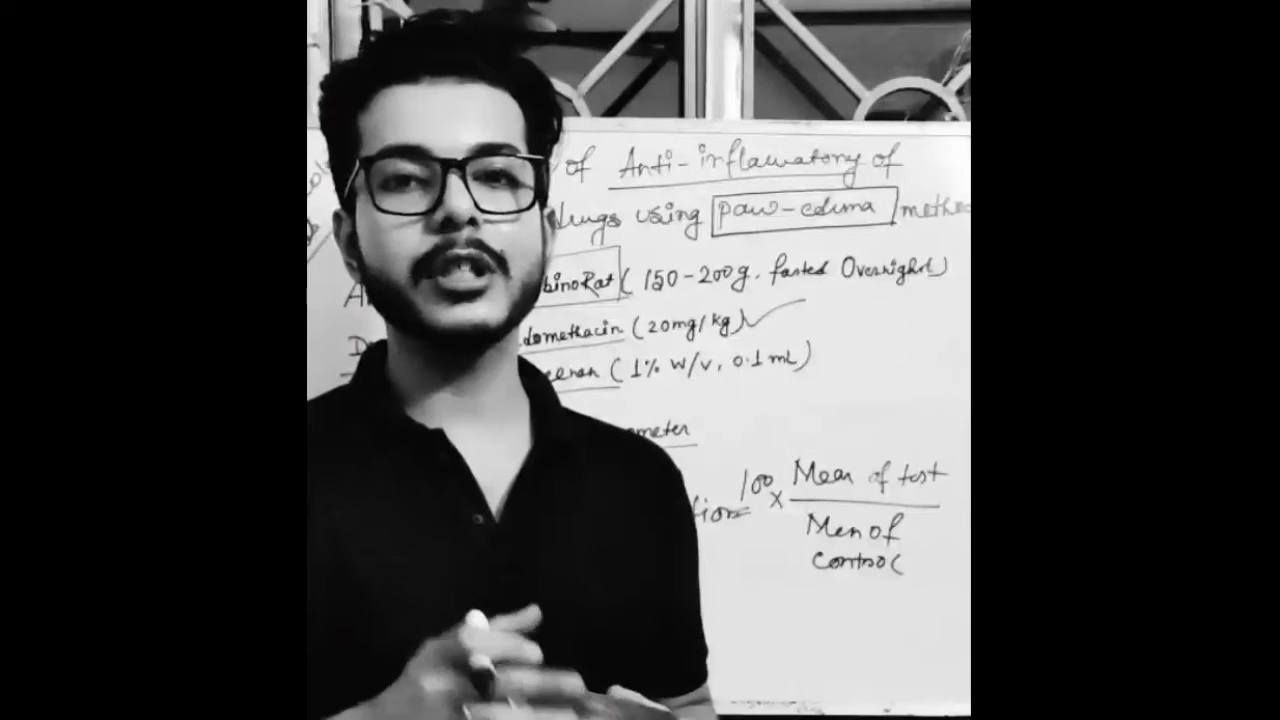 of Anti-inflamatory of
drugs using paw-edima metho
binoRat ( 150-200g. fasted Overnight)
domethacin (20mg/kg)
eenan ( 1% W/V, 0.1 mL)
ometer
tion= 100 x Mean of test
Men of
control